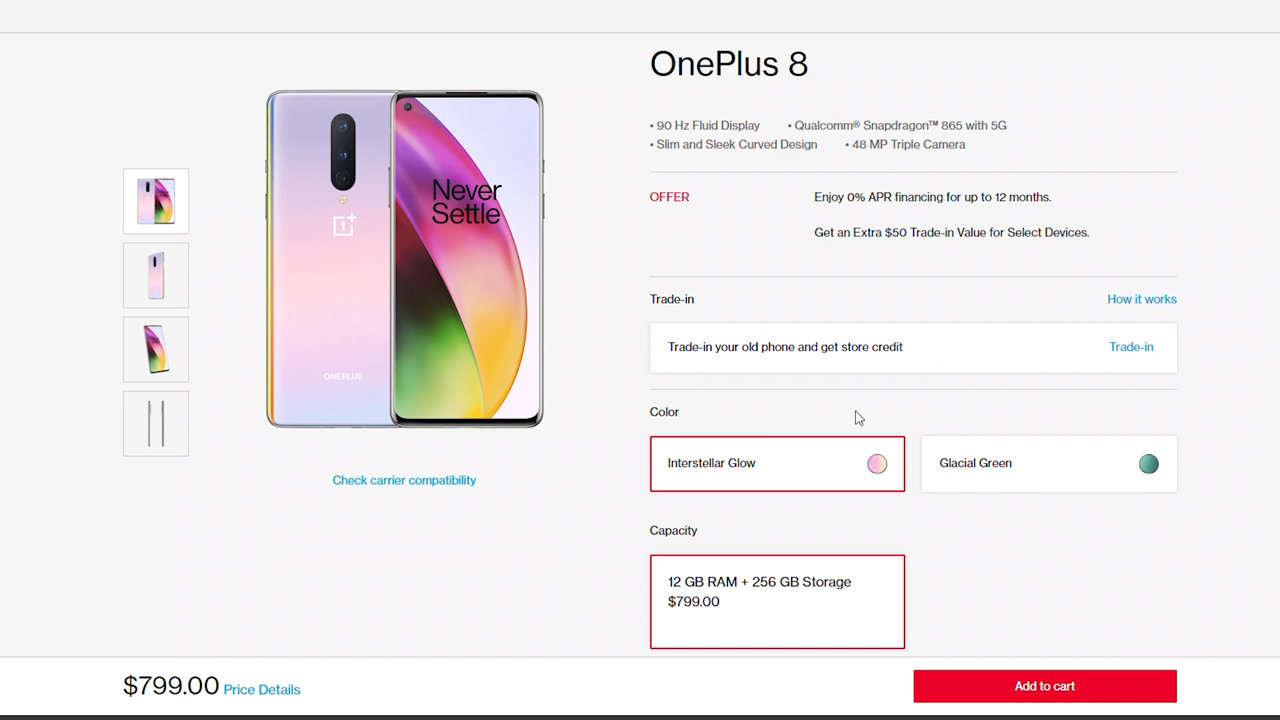 OnePlus 8
• 90 Hz Fluid Display • Qualcomm® Snapdragon™ 865 with 5G
• Slim and Sleek Curved Design • 48 MP Triple Camera
OFFER Enjoy 0% APR financing for up to 12 months.
Get an Extra $50 Trade-in Value for Select Devices.
Never
Settle
ONEPLUS
Check carrier compatibility
Trade-in How it works
Trade-in your old phone and get store credit Trade-in
Color
Interstellar Glow Glacial Green
Capacity
12 GB RAM + 256 GB Storage
$799.00
$799.00 Price Details Add to cart